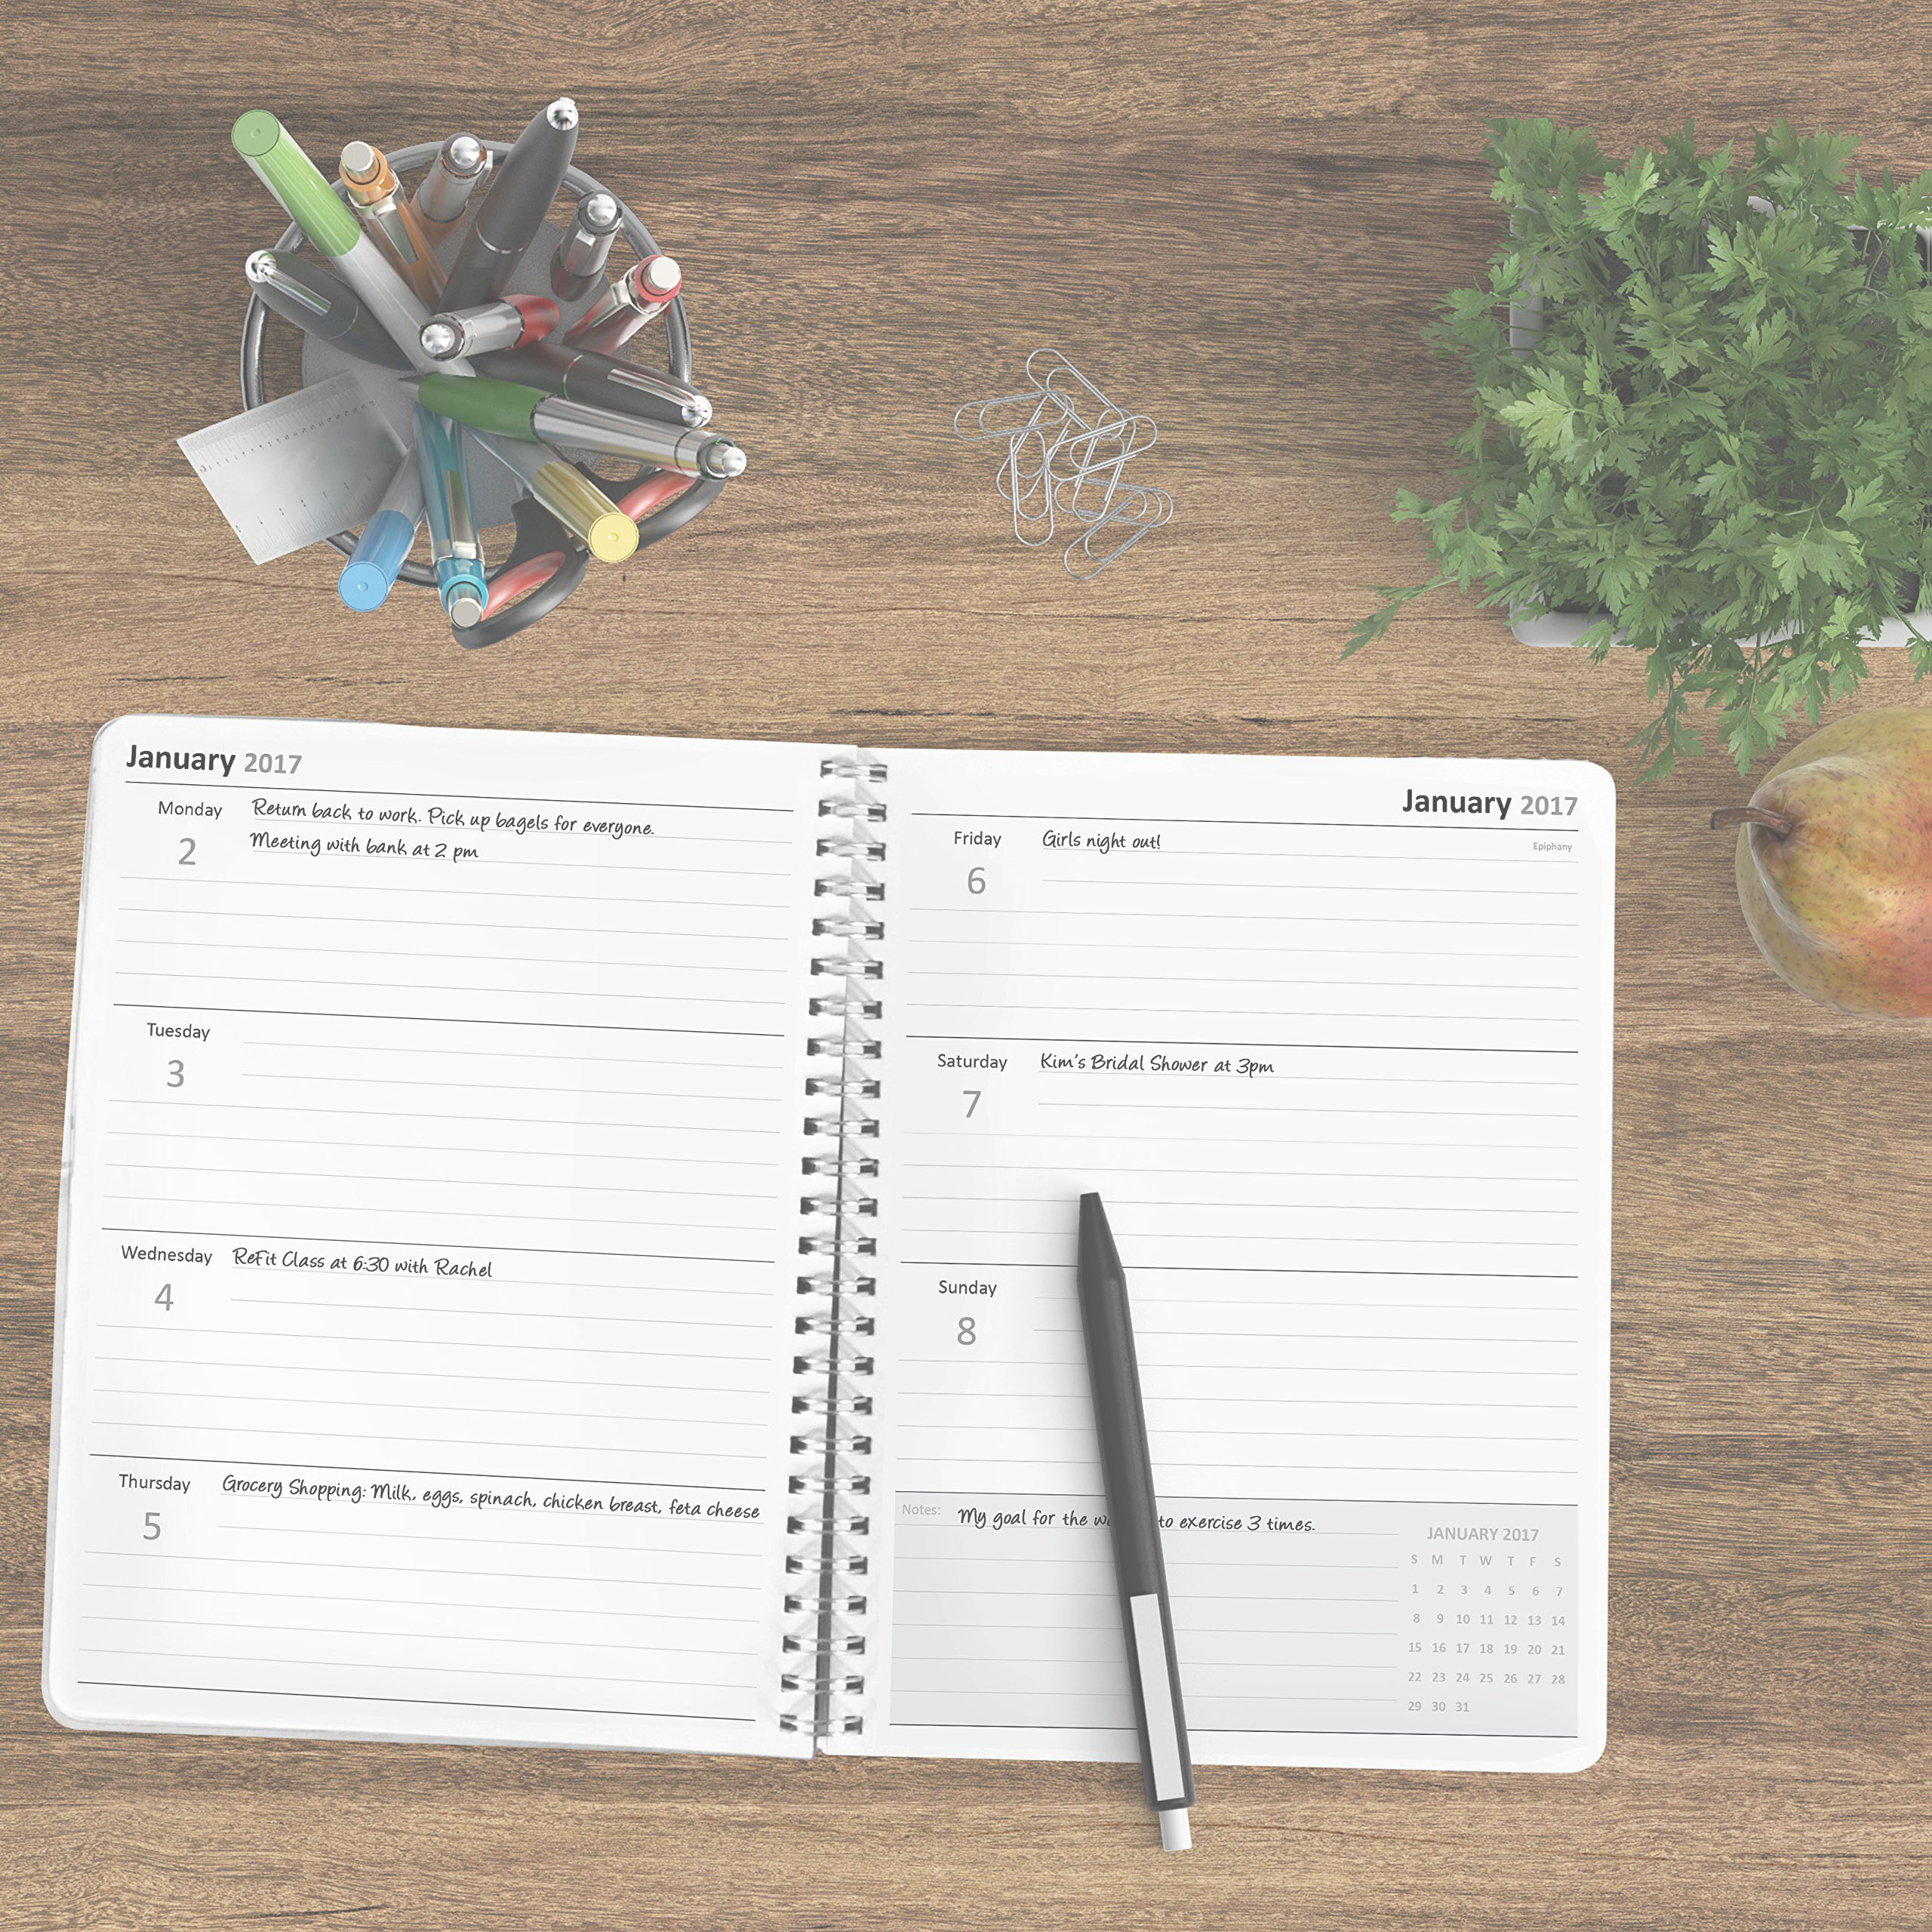 January 2017
Monday
2
Return back to work. Pick up bagels for everyone.
Meeting with bank at 2 pm
Tuesday
3
Wednesday
4
ReFit Class at 6:30 with Rachel
Thursday
5
Grocery Shopping: Milk, eggs, spinach, chicken breast, feta cheese
January 2017
Friday
6
Girls night out!
Epiphany
Saturday
7
Kim's Bridal Shower at 3pm
Sunday
8
Notes:
My goal for the to exercise 3 times.
JANUARY 2017
S M T W T F S
1 2 3 4 5 6 7
8 9 10 11 12 13 14
15 16 17 18 19 20 21
22 23 24 25 26 27 28
29 30 31